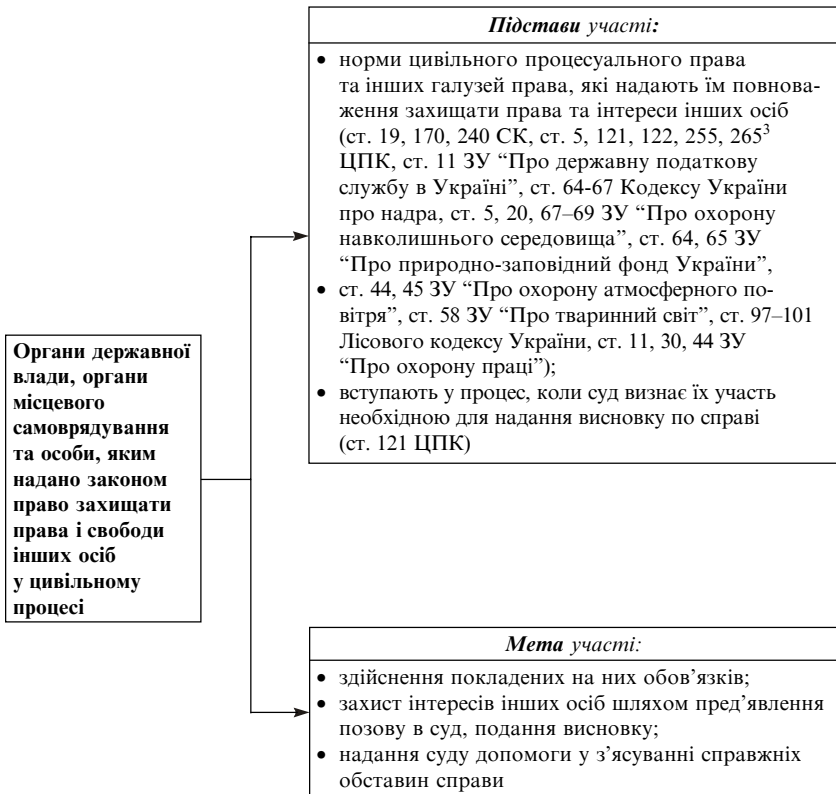 Підстави участі:
• норми цивільного процесуального права
та інших галузей права, які надають їм повнова-
ження захищати права та інтереси інших осіб
(ст. 19, 170, 240 СК, ст. 5, 121, 122, 255, 265³
ЦПК, ст. 11 ЗУ “Про державну податкову
службу в Україні”, ст. 64-67 Кодексу України
про надра, ст. 5, 20, 67–69 ЗУ “Про охорону
навколишнього середовища”, ст. 64, 65 ЗУ
“Про природно-заповідний фонд України”,
• ст. 44, 45 ЗУ “Про охорону атмосферного по-
вітря”, ст. 58 ЗУ “Про тваринний світ”, ст. 97–101
Лісового кодексу України, ст. 11, 30, 44 ЗУ
“Про охорону праці”);
• вступають у процес, коли суд визнає їх участь
необхідною для надання висновку по справі
(ст. 121 ЦПК)
Органи державної
влади, органи
місцевого
самоврядування
та особи, яким
надано законом
право захищати
права і свободи
інших осіб
у цивільному
процесі
Мета участі:
• здійснення покладених на них обов’язків;
• захист інтересів інших осіб шляхом пред’явлення
позову в суд, подання висновку;
• надання суду допомоги у з’ясуванні справжніх
обставин справи